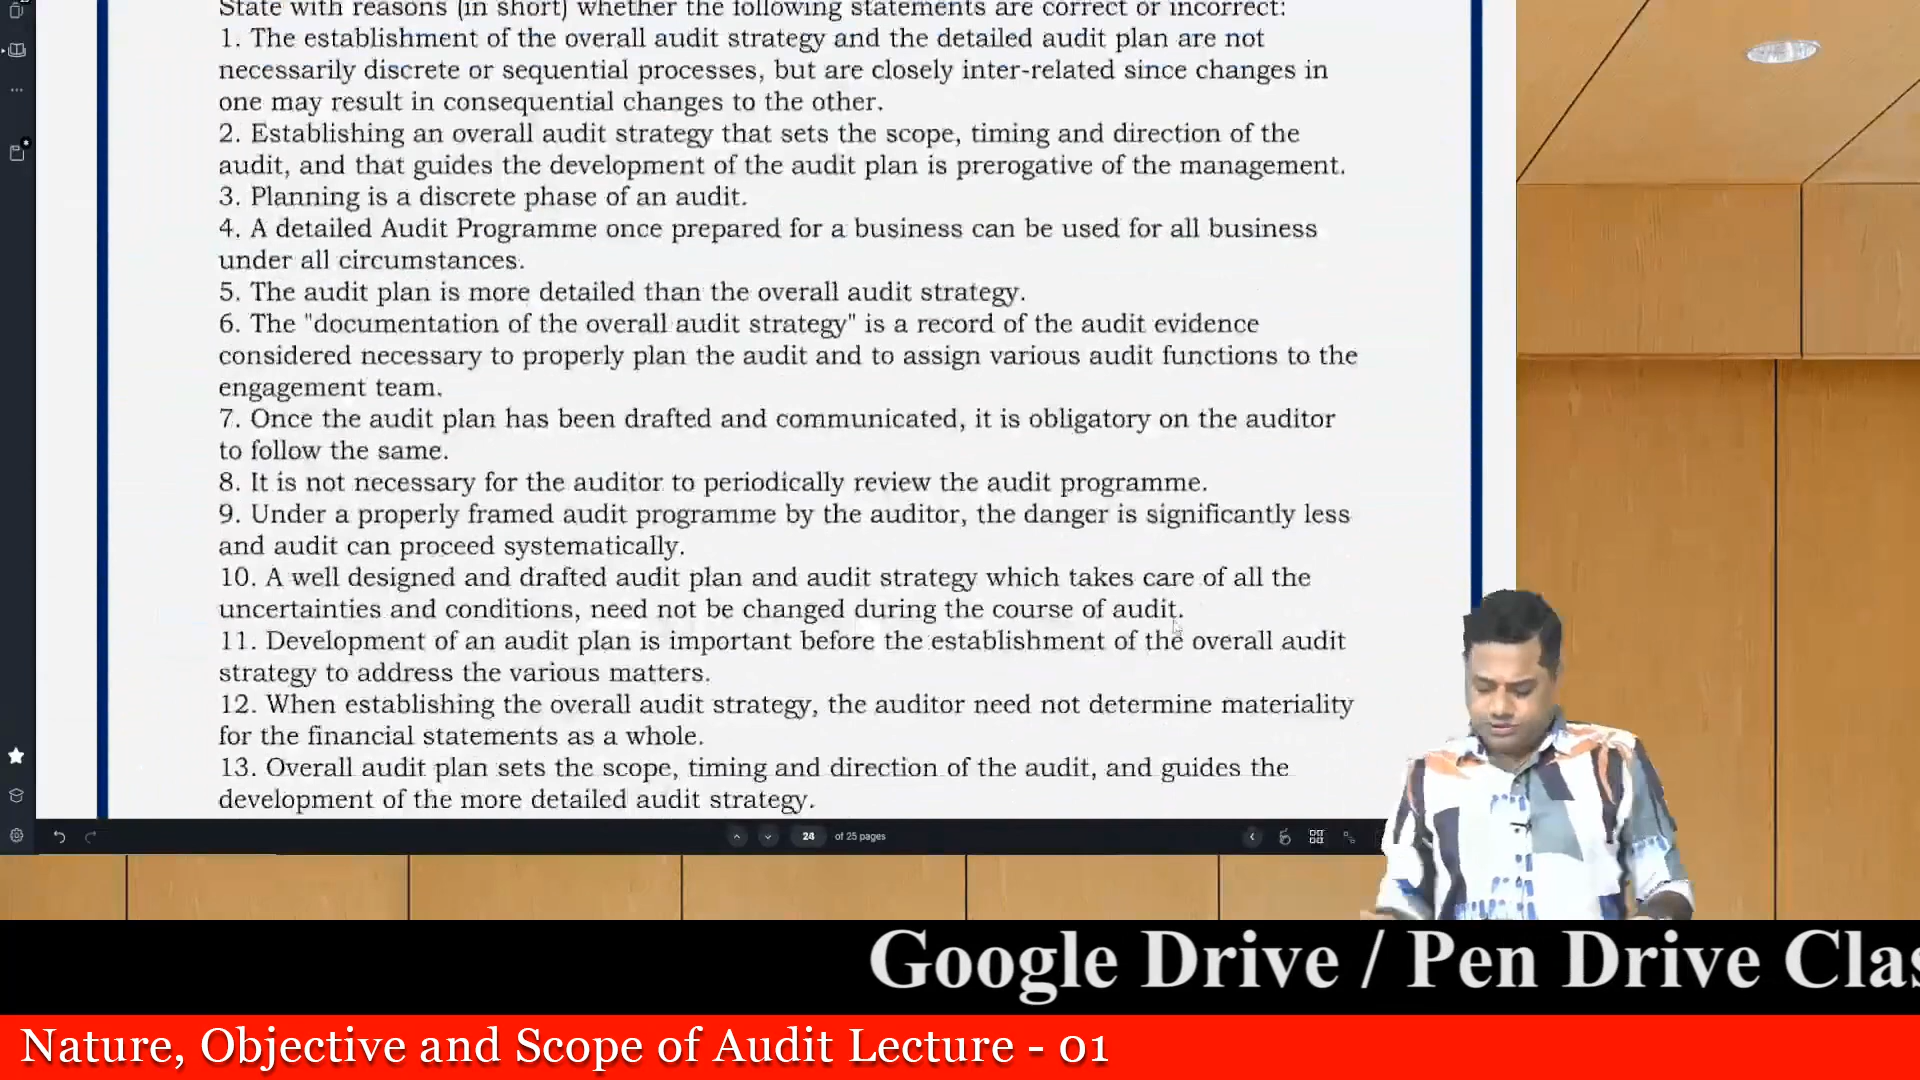 State with reasons (in short) whether the following statements are correct or incorrect:
1. The establishment of the overall audit strategy and the detailed audit plan are not
necessarily discrete or sequential processes, but are closely inter-related since changes in
one may result in consequential changes to the other.
2. Establishing an overall audit strategy that sets the scope, timing and direction of the
audit, and that guides the development of the audit plan is prerogative of the management.
3. Planning is a discrete phase of an audit.
4. A detailed Audit Programme once prepared for a business can be used for all business
under all circumstances.
5. The audit plan is more detailed than the overall audit strategy.
6. The "documentation of the overall audit strategy" is a record of the audit evidence
considered necessary to properly plan the audit and to assign various audit functions to the
engagement team.
7. Once the audit plan has been drafted and communicated, it is obligatory on the auditor
to follow the same.
8. It is not necessary for the auditor to periodically review the audit programme.
9. Under a properly framed audit programme by the auditor, the danger is significantly less
and audit can proceed systematically.
10. A well designed and drafted audit plan and audit strategy which takes care of all the
uncertainties and conditions, need not be changed during the course of audit.
11. Development of an audit plan is important before the establishment of the overall audit
strategy to address the various matters.
12. When establishing the overall audit strategy, the auditor need not determine materiality
for the financial statements as a whole.
13. Overall audit plan sets the scope, timing and direction of the audit, and guides the
development of the more detailed audit strategy.
24 of 25 pages
Google Drive / Pen Drive Clas
Nature, Objective and Scope of Audit Lecture - 01